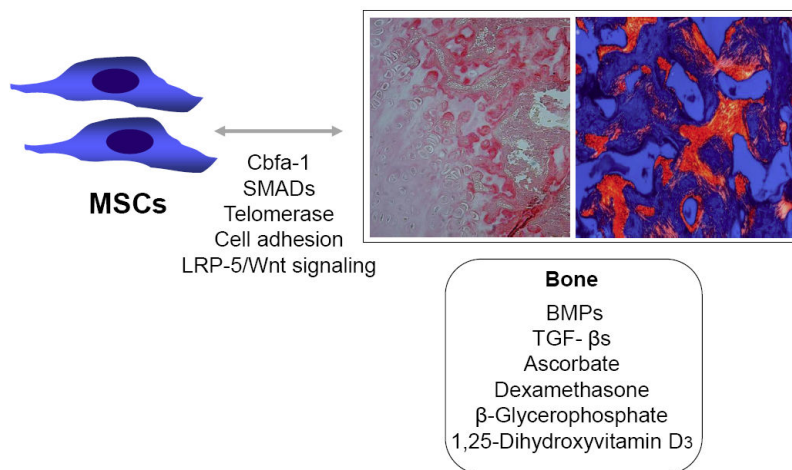 MSCs
Cbfa-1
SMADs
Telomerase
Cell adhesion
LRP-5/Wnt signaling
Bone
BMPs
TGF- βs
Ascorbate
Dexamethasone
β-Glycerophosphate
1,25-Dihydroxyvitamin D3